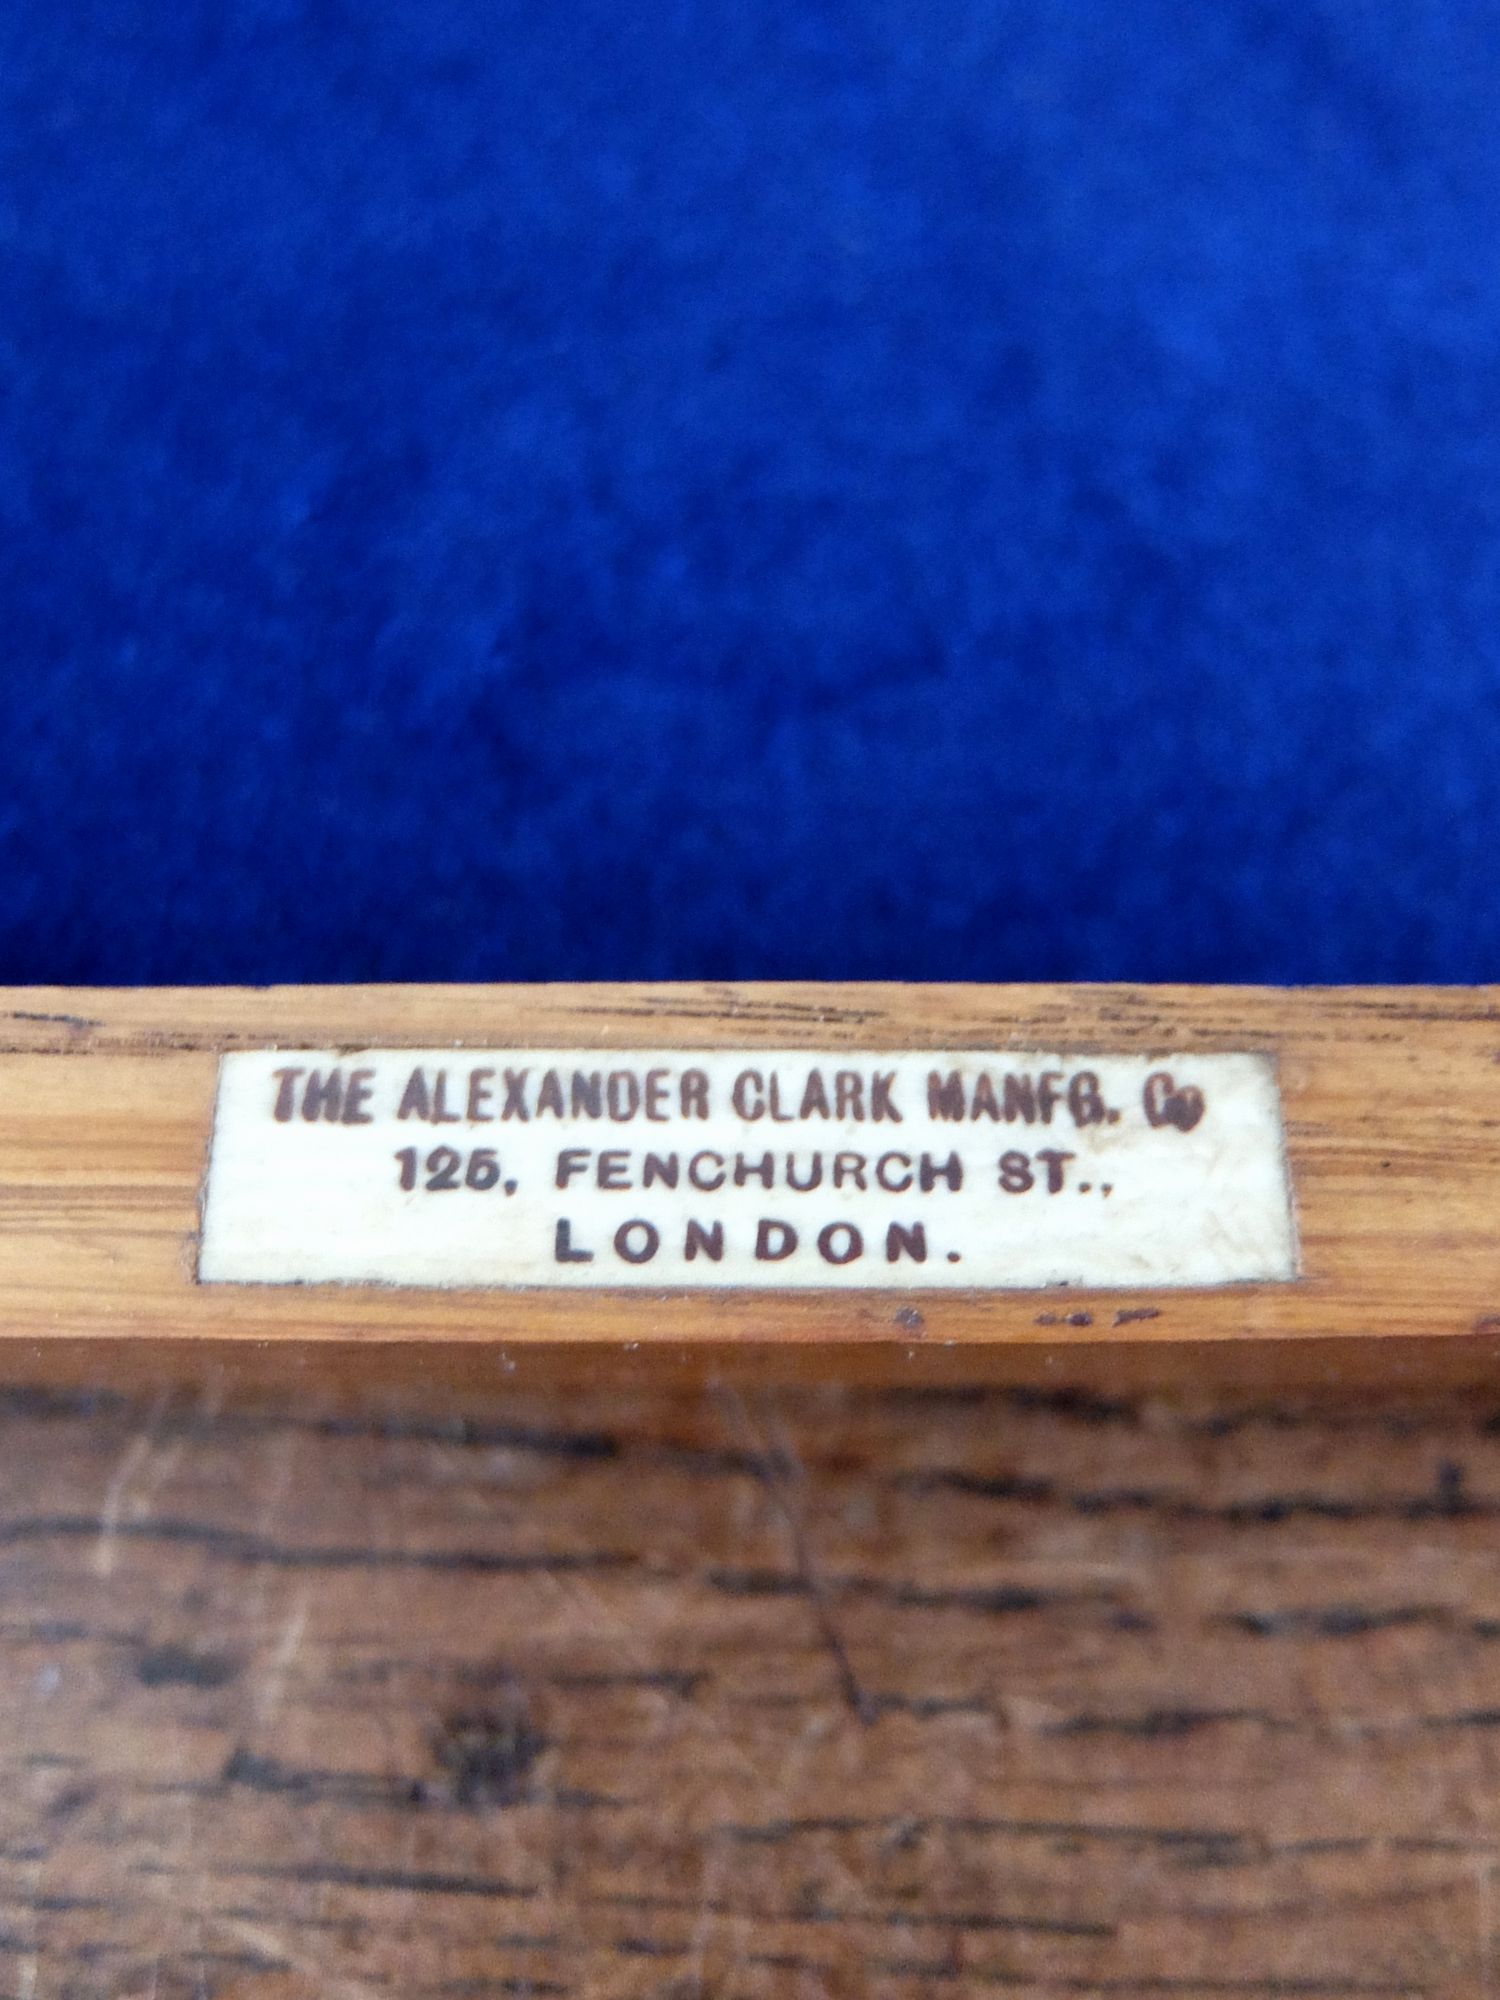 THE ALEXANDER CLARK MANFG. Co
125, FENCHURCH ST.,
LONDON.